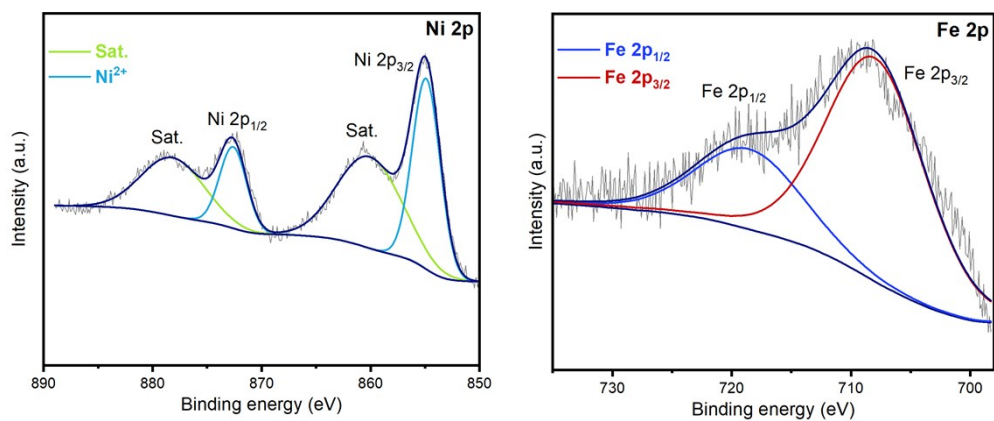 Ni 2p
Sat.
Ni²⁺
Ni 2p₃/₂
Ni 2p₁/₂
Sat.
Sat.
Intensity (a.u.)
890 880 870 860 850
Binding energy (eV)
Fe 2p
Fe 2p₁/₂
Fe 2p₃/₂
Fe 2p₁/₂
Fe 2p₃/₂
Intensity (a.u.)
730 720 710 700
Binding energy (eV)